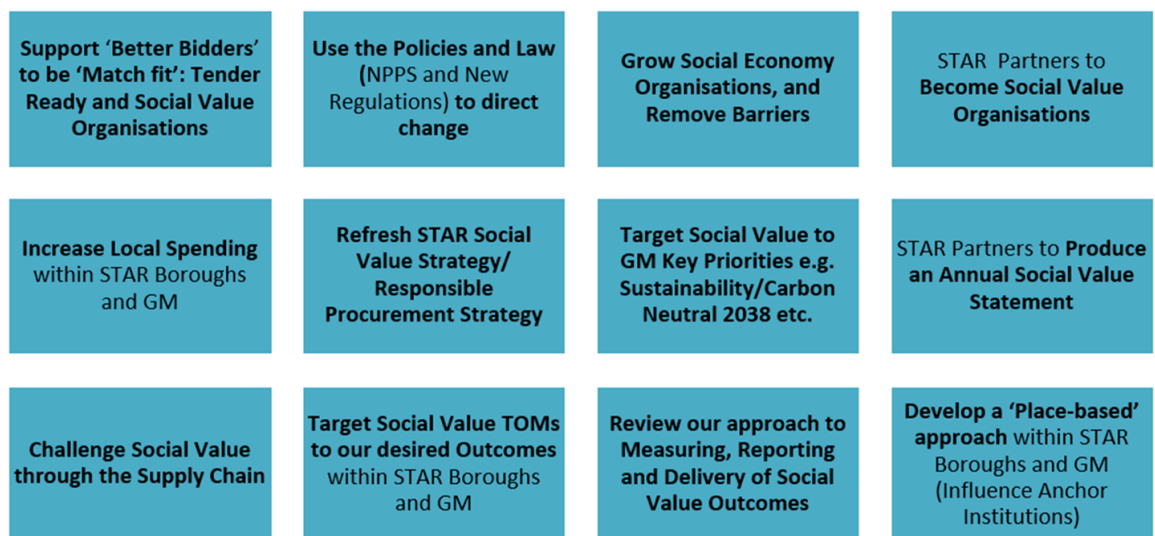 Support ‘Better Bidders’
to be ‘Match fit’: Tender
Ready and Social Value
Organisations
Use the Policies and Law
(NPPS and New
Regulations) to direct
change
Grow Social Economy
Organisations, and
Remove Barriers
STAR Partners to
Become Social Value
Organisations
Increase Local Spending
within STAR Boroughs
and GM
Refresh STAR Social
Value Strategy/
Responsible
Procurement Strategy
Target Social Value to
GM Key Priorities e.g.
Sustainability/Carbon
Neutral 2038 etc.
STAR Partners to Produce
an Annual Social Value
Statement
Challenge Social Value
through the Supply Chain
Target Social Value TOMs
to our desired Outcomes
within STAR Boroughs
and GM
Review our approach to
Measuring, Reporting
and Delivery of Social
Value Outcomes
Develop a ‘Place-based’
approach within STAR
Boroughs and GM
(Influence Anchor
Institutions)